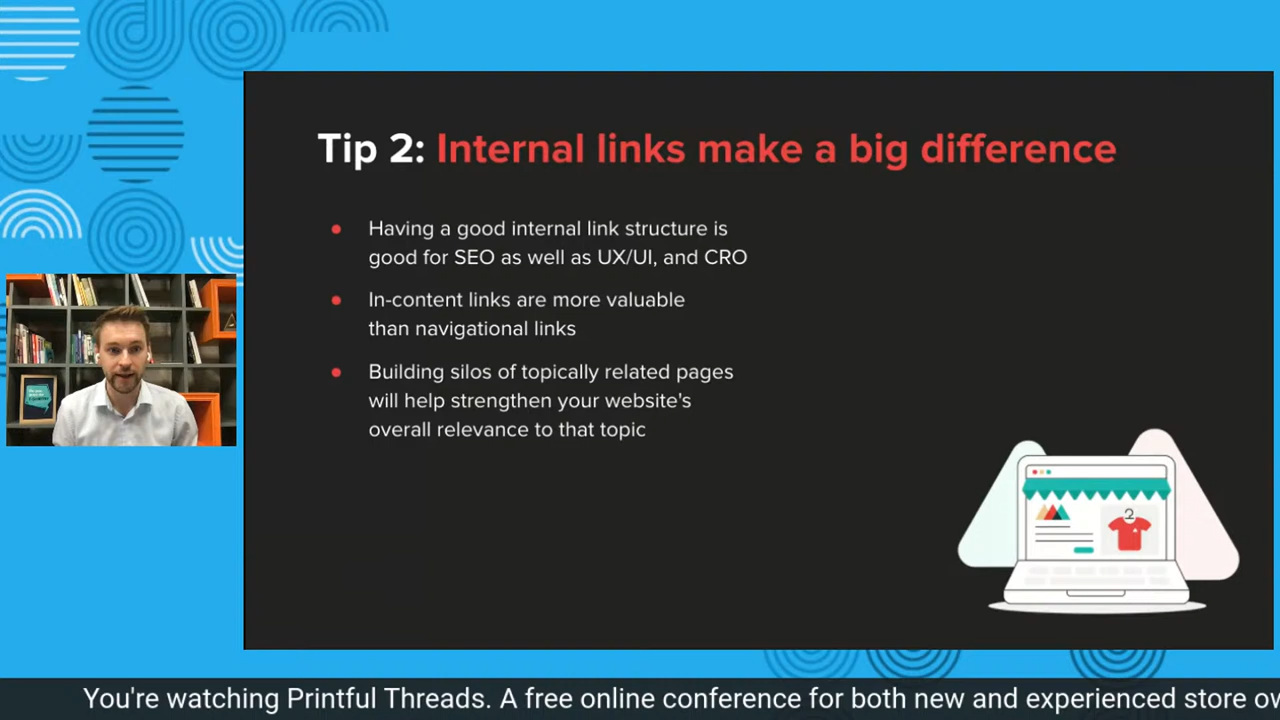 Tip 2: Internal links make a big difference
Having a good internal link structure is
good for SEO as well as UX/UI, and CRO
In-content links are more valuable
than navigational links
Building silos of topically related pages
will help strengthen your website's
overall relevance to that topic
You're watching Printful Threads. A free online conference for both new and experienced store